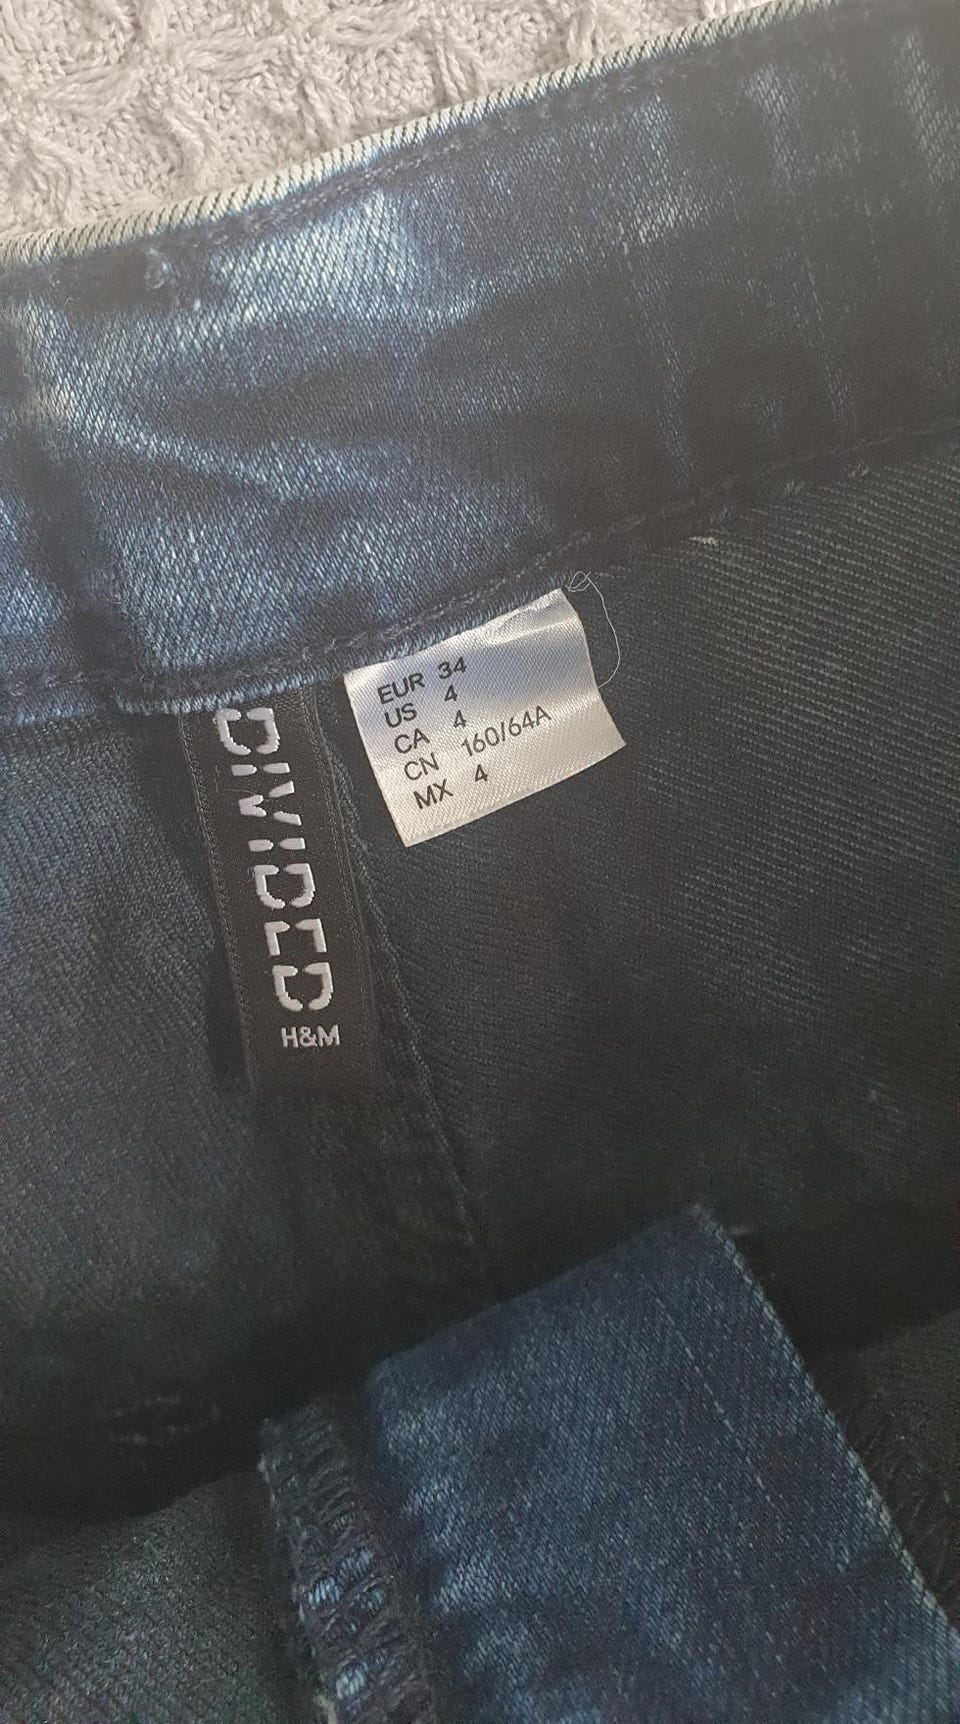 EUR 34
US 4
CA 4
CN 160/64A
MX 4
DIVIDED
H&M